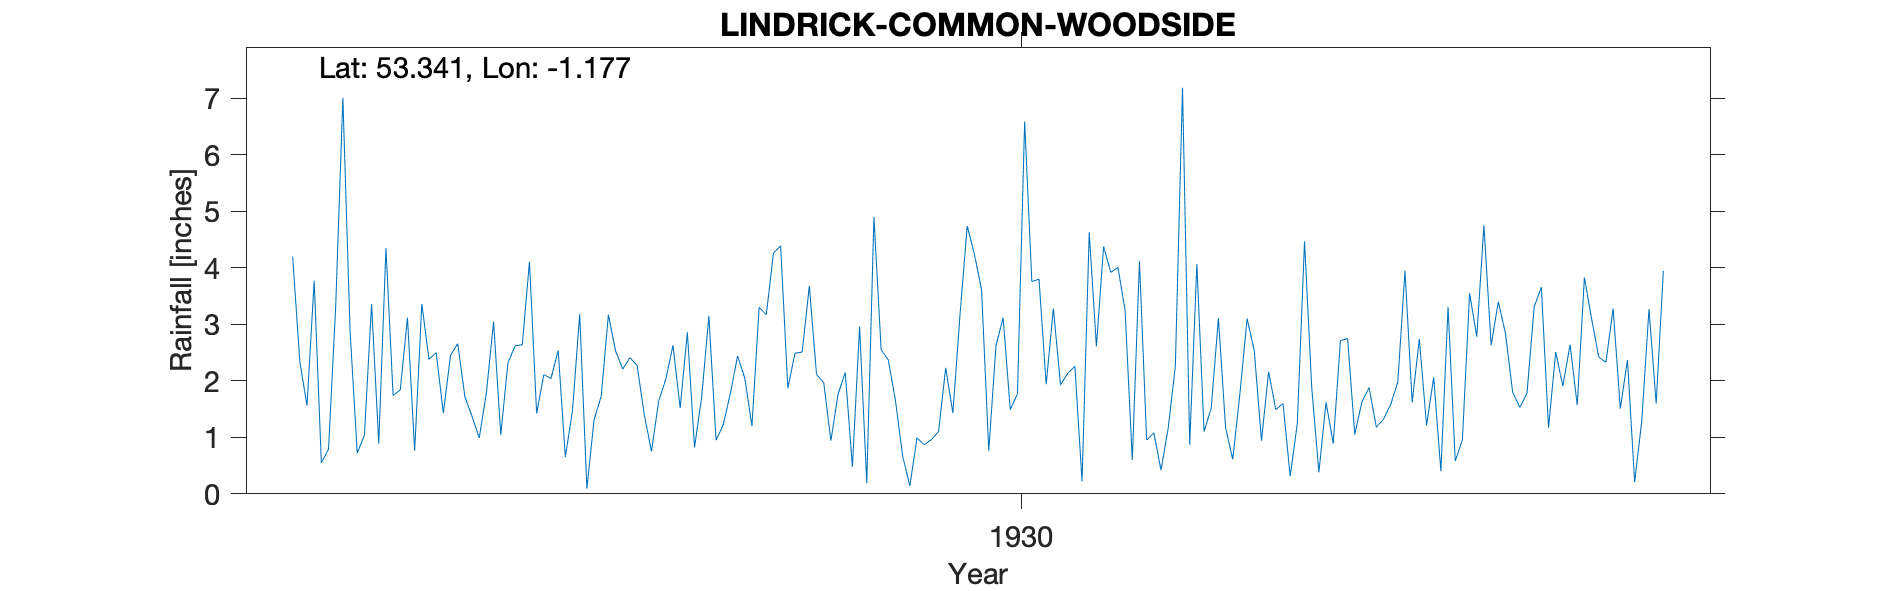 LINDRICK-COMMON-WOODSIDE
Lat: 53.341, Lon: -1.177
7
6
5
4
3
2
1
0
Rainfall [inches]
1930
Year